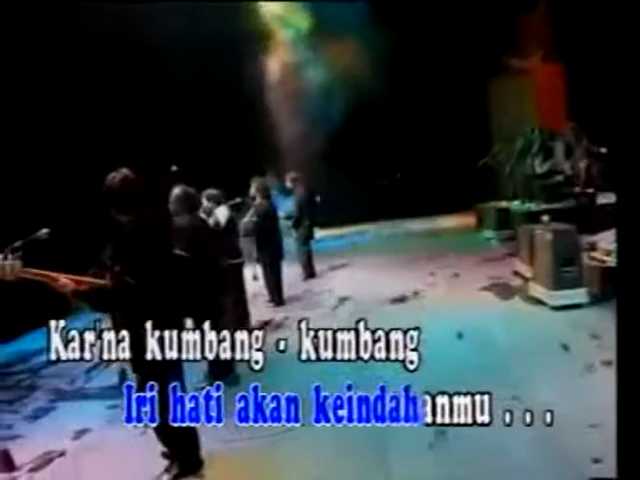 Kar'na kumbang - kumbang
Iri hati akan keindahanmu . . .